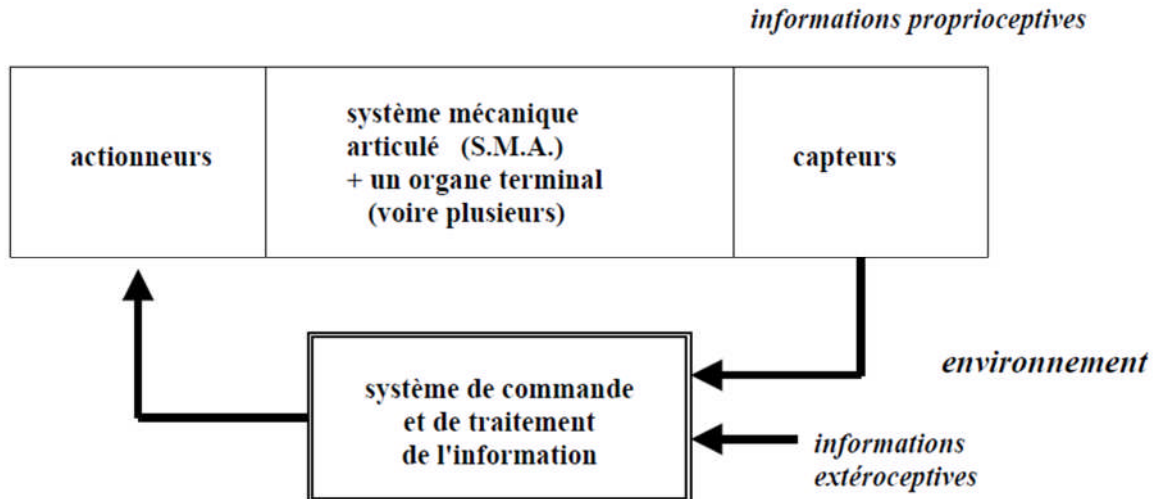 informations proprioceptives
actionneurs
système mécanique
articulé (S.M.A.)
+ un organe terminal
(voire plusieurs)
capteurs
système de commande
et de traitement
de l'information
environnement
informations
extéroceptives